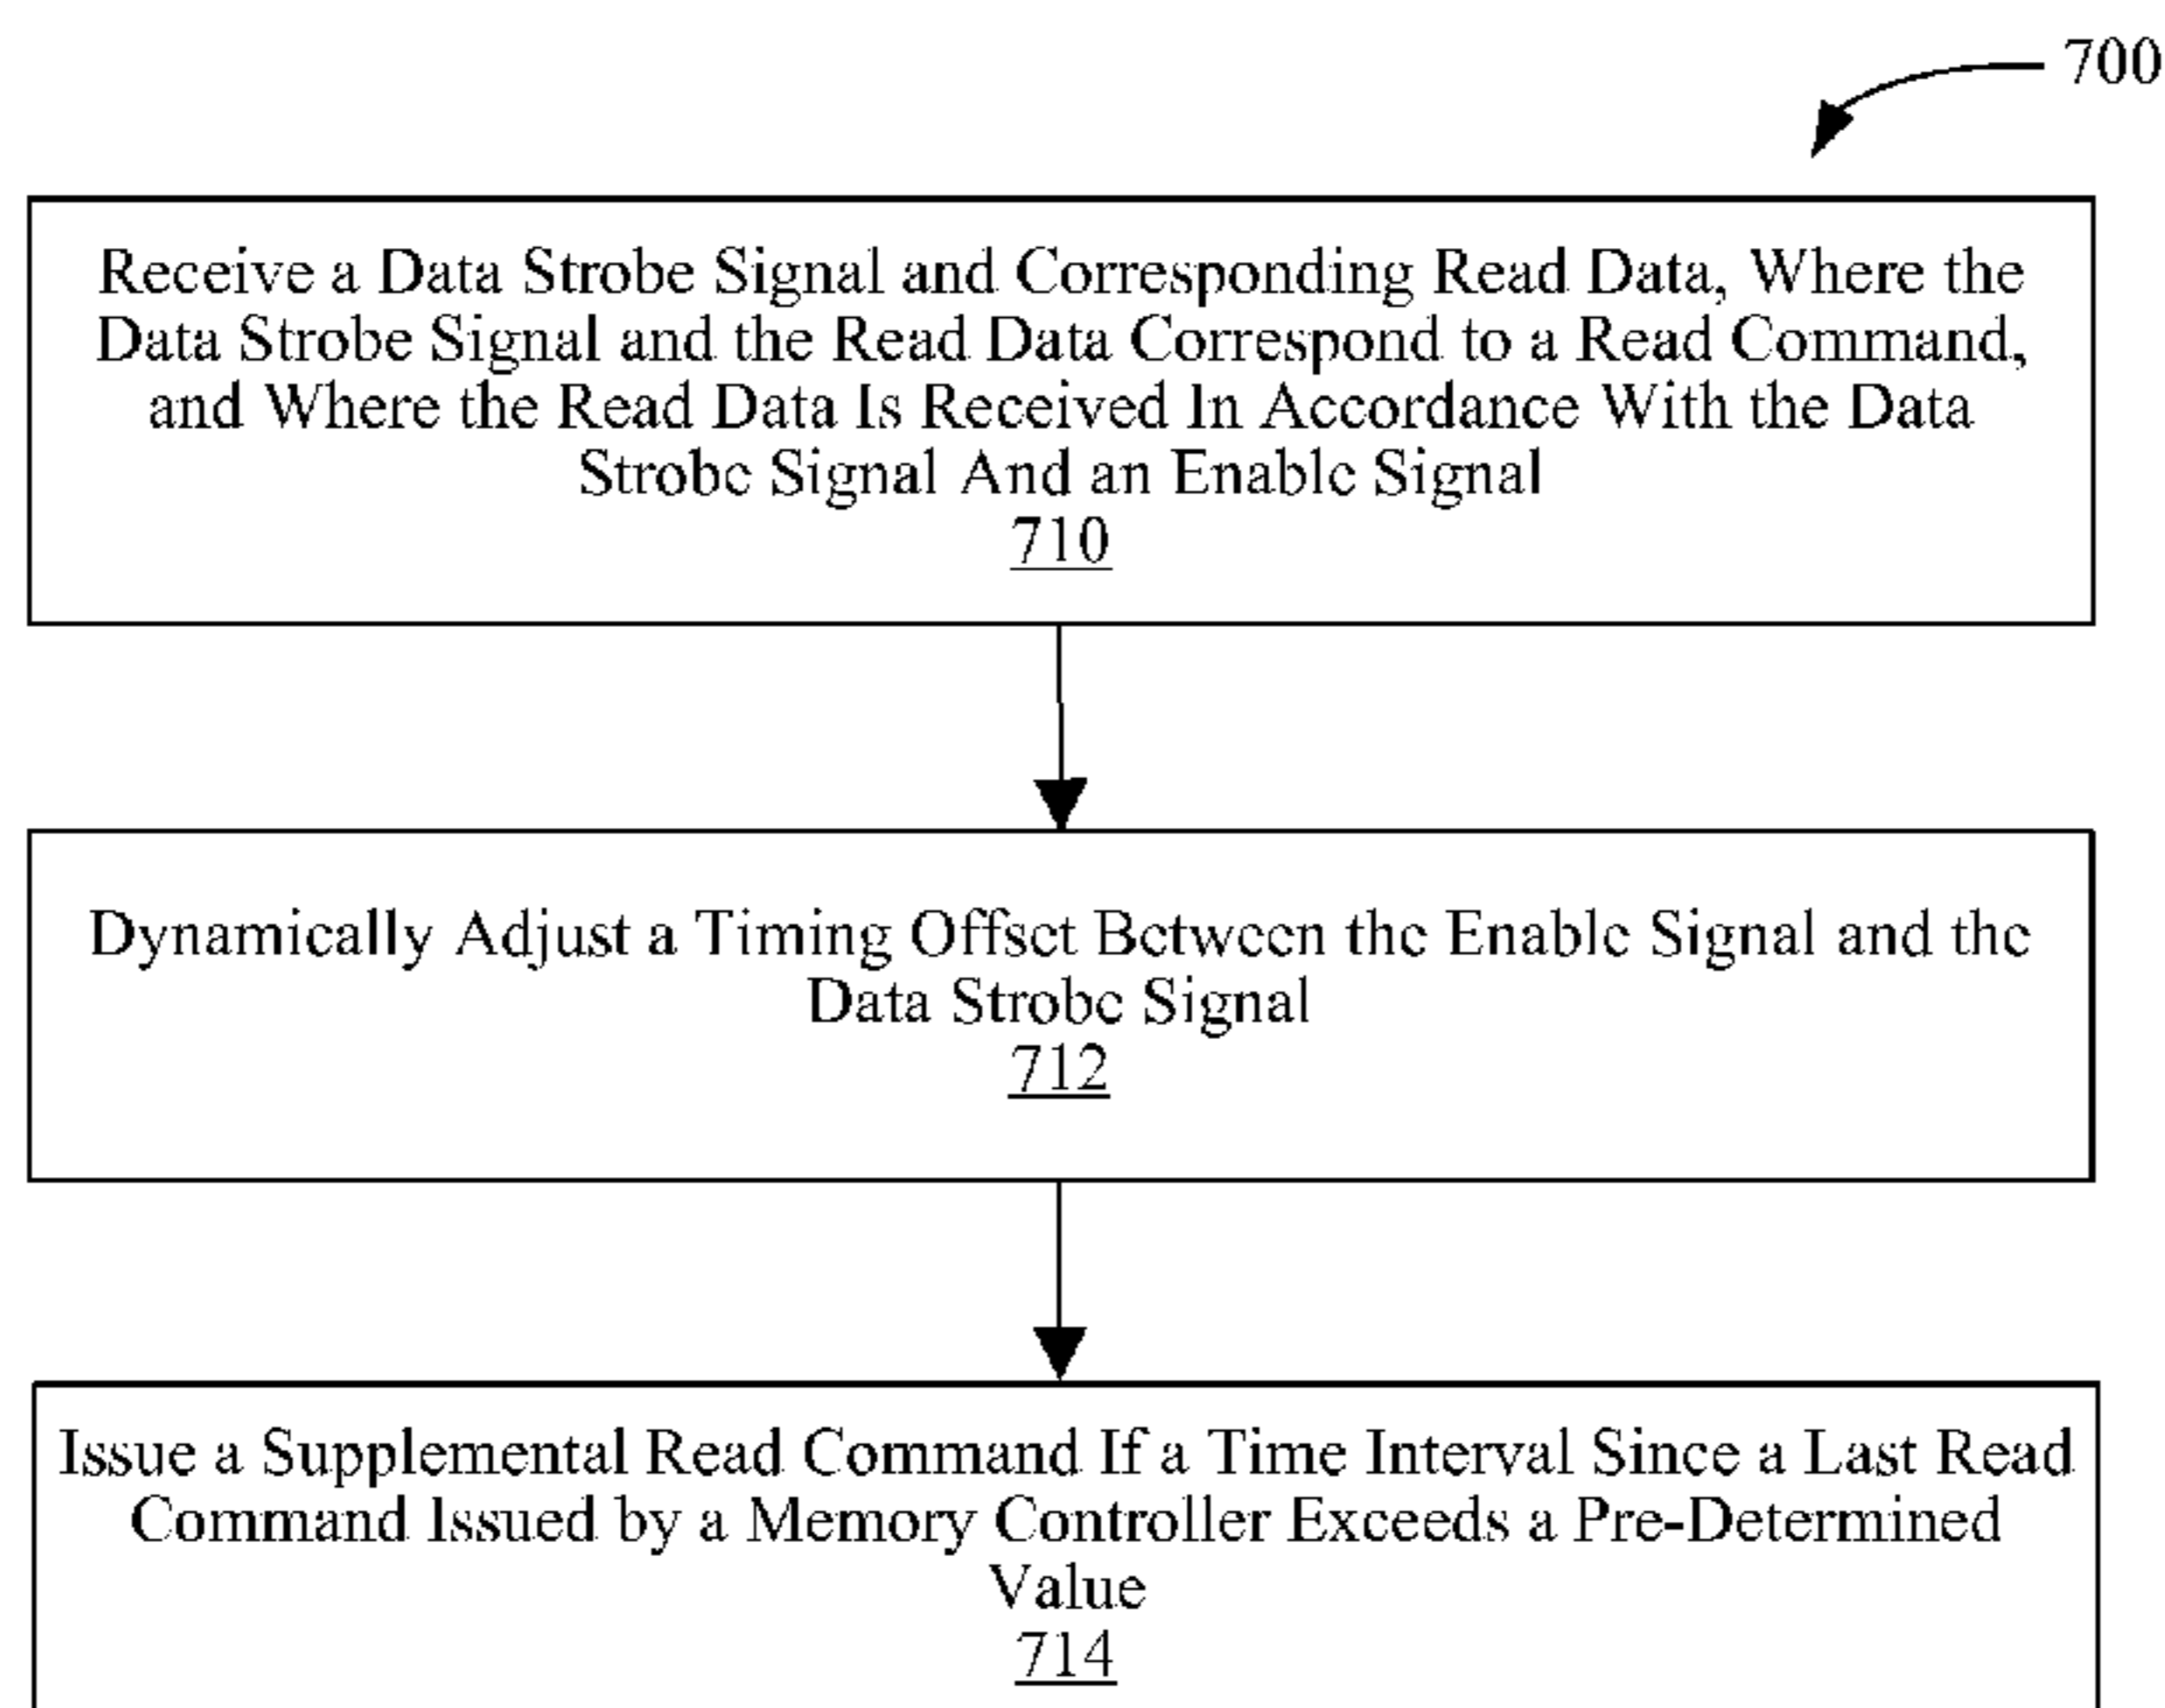 700
Receive a Data Strobe Signal and Corresponding Read Data, Where the
Data Strobe Signal and the Read Data Correspond to a Read Command,
and Where the Read Data Is Received In Accordance With the Data
Strobe Signal And an Enable Signal
710
Dynamically Adjust a Timing Offset Between the Enable Signal and the
Data Strobe Signal
712
Issue a Supplemental Read Command If a Time Interval Since a Last Read
Command Issued by a Memory Controller Exceeds a Pre-Determined
Value
714